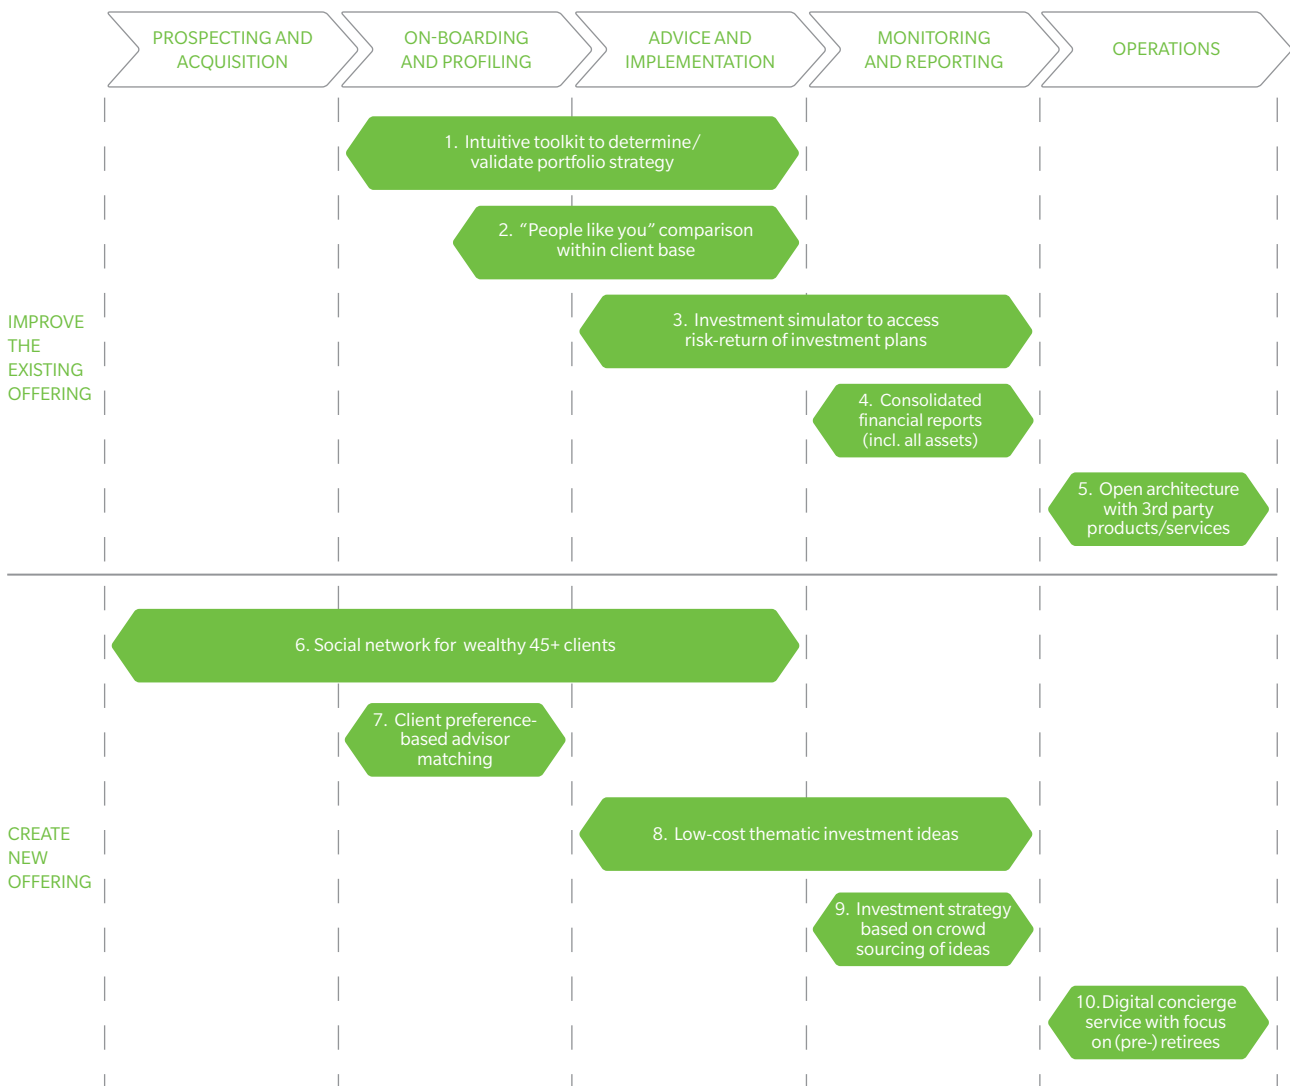 PROSPECTING AND
ACQUISITION
ON-BOARDING
AND PROFILING
ADVICE AND
IMPLEMENTATION
MONITORING
AND REPORTING
OPERATIONS
IMPROVE
THE
EXISTING
OFFERING
1. Intuitive toolkit to determine/
validate portfolio strategy
2. “People like you” comparison
within client base
3. Investment simulator to access
risk-return of investment plans
4. Consolidated
financial reports
(incl. all assets)
5. Open architecture
with 3rd party
products/services
CREATE
NEW
OFFERING
6. Social network for wealthy 45+ clients
7. Client preference-
based advisor
matching
8. Low-cost thematic investment ideas
9. Investment strategy
based on crowd
sourcing of ideas
10. Digital concierge
service with focus
on (pre-) retirees